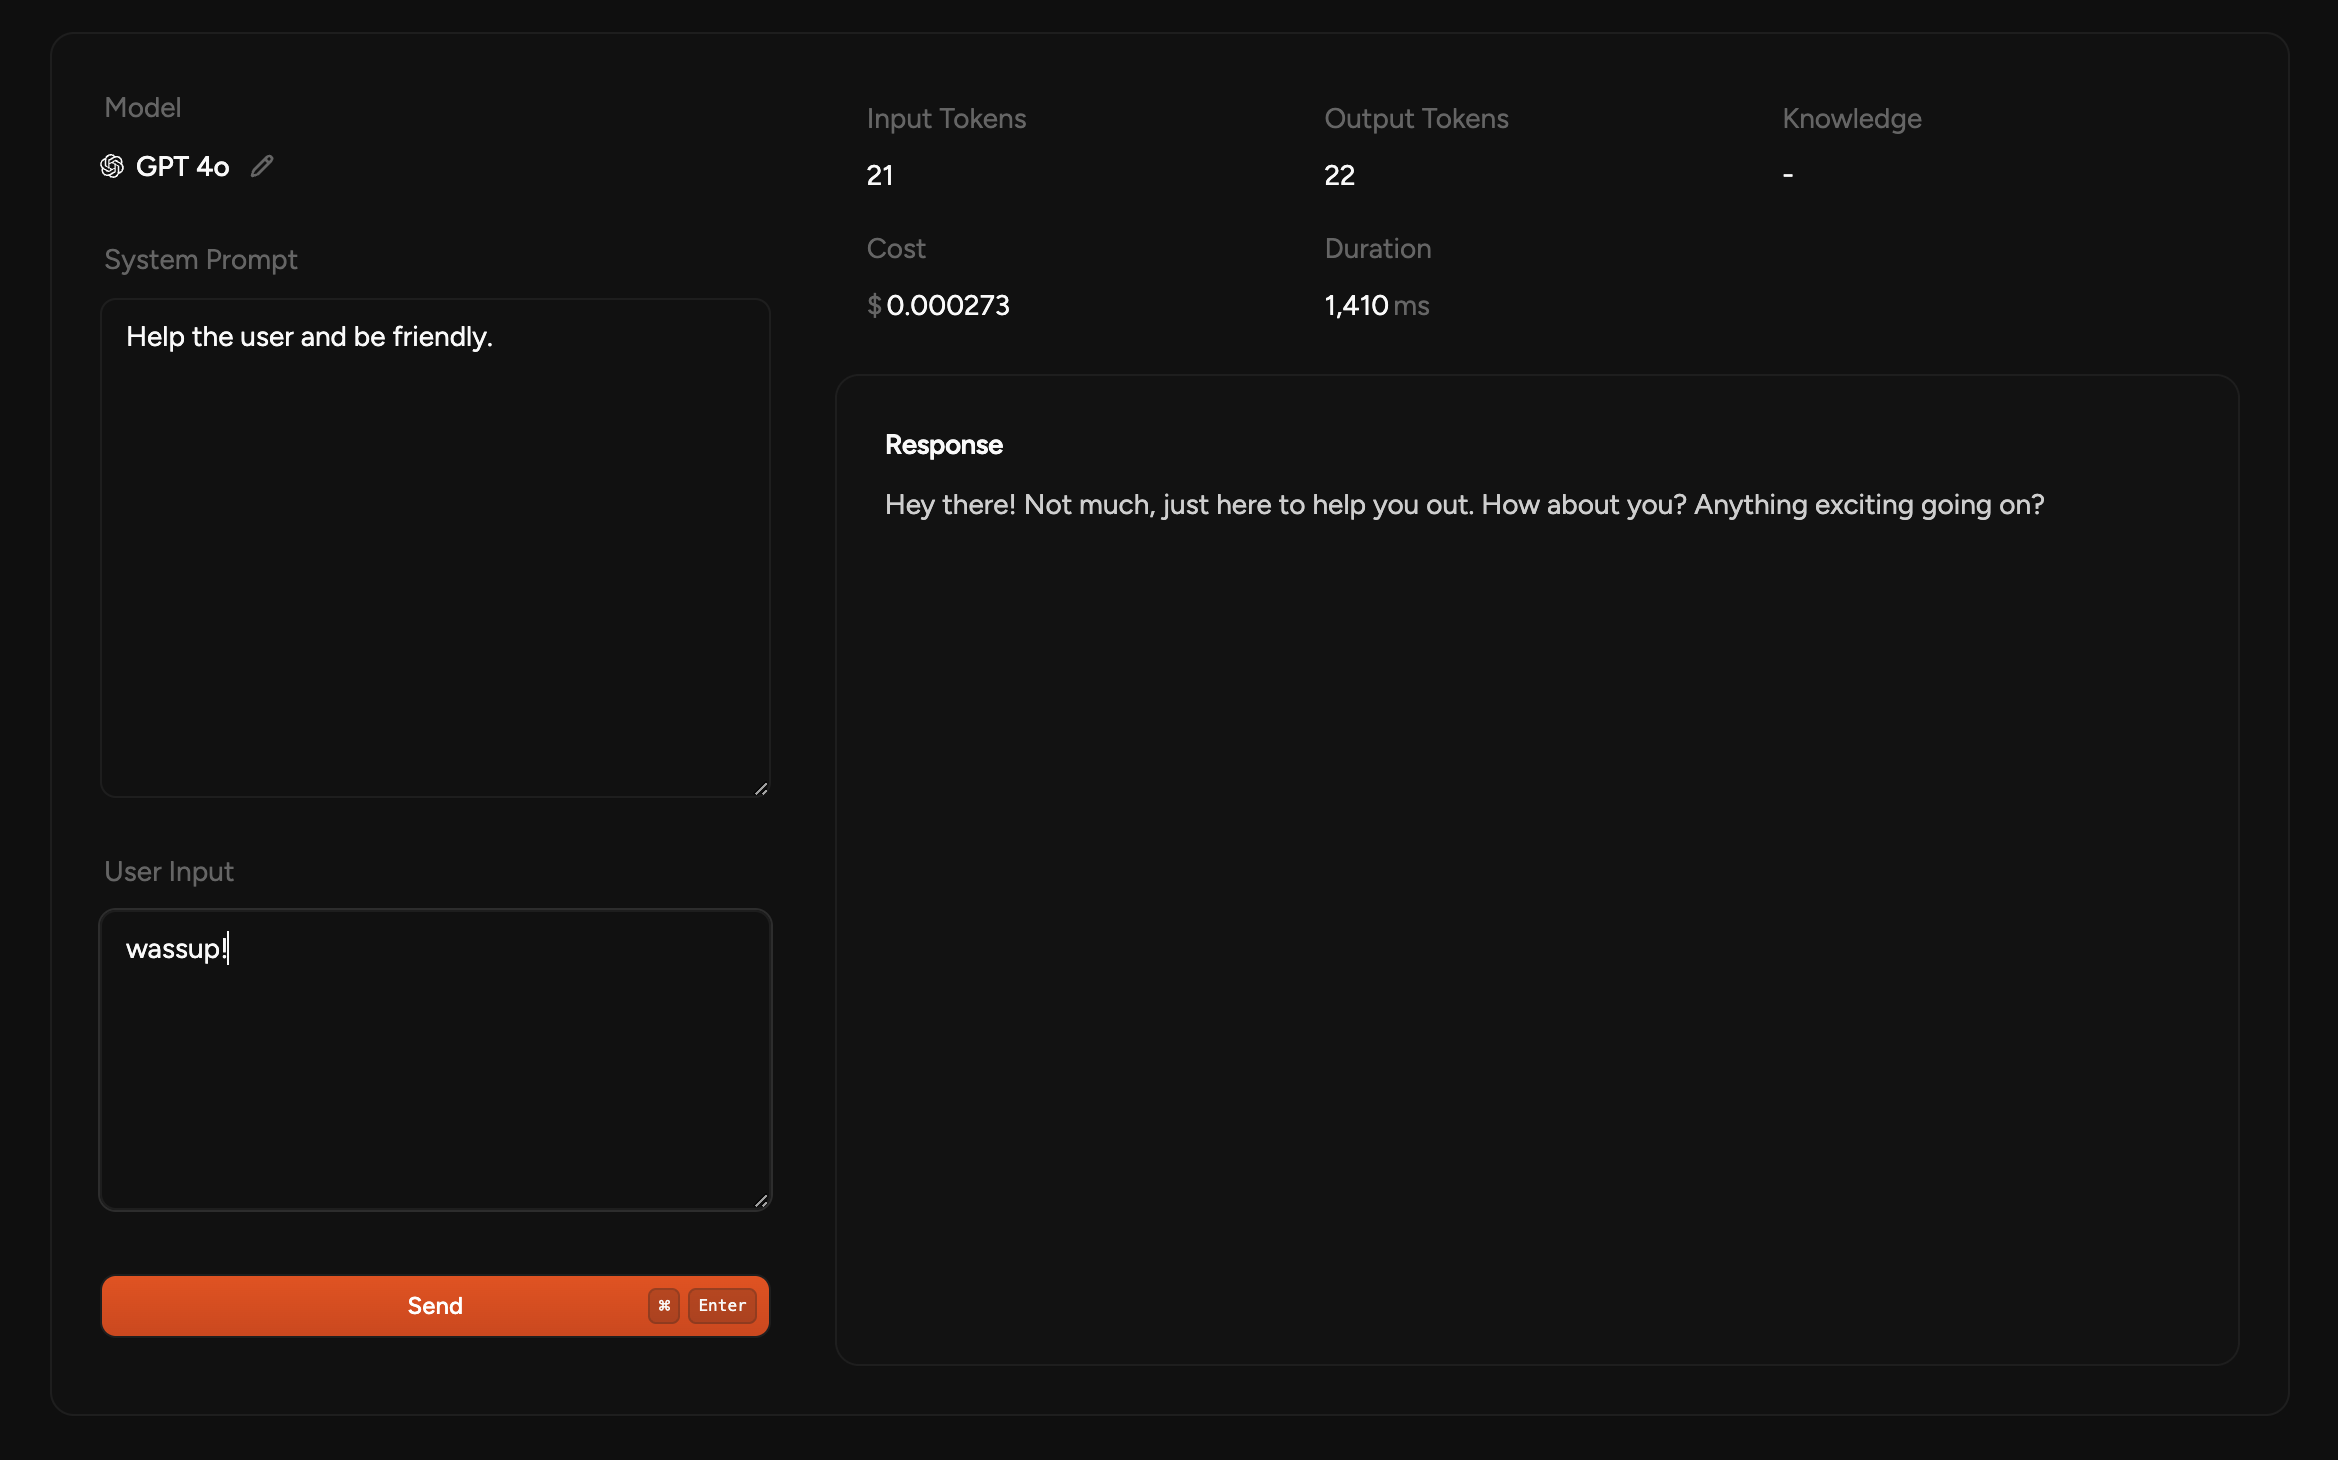 Model
GPT 4o
System Prompt
Help the user and be friendly.
User Input
wassup!
Send ⌘ Enter
Input Tokens Output Tokens Knowledge
21 22 -
Cost Duration
$0.000273 1,410 ms
Response
Hey there! Not much, just here to help you out. How about you? Anything exciting going on?